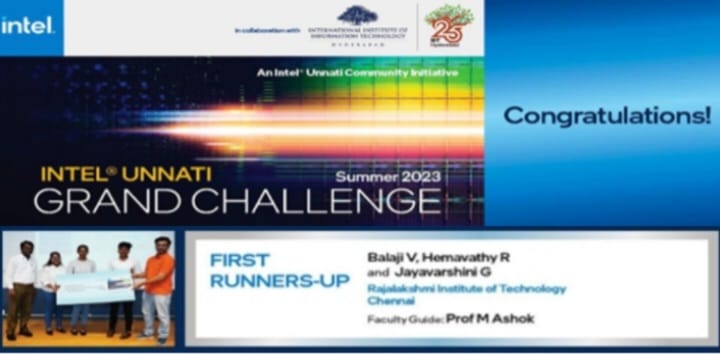 intel.
in collaboration with
INTERNATIONAL INSTITUTE OF
INFORMATION TECHNOLOGY
HYDERABAD
25
An Intel® Unnati Community Initiative
Congratulations!
INTEL® UNNATI
Summer 2023
GRAND CHALLENGE
FIRST
RUNNERS-UP
Balaji V, Hemavathy R
and Jayavarshini G
Rajalakshmi Institute of Technology
Chennai
Faculty Guide: Prof M Ashok